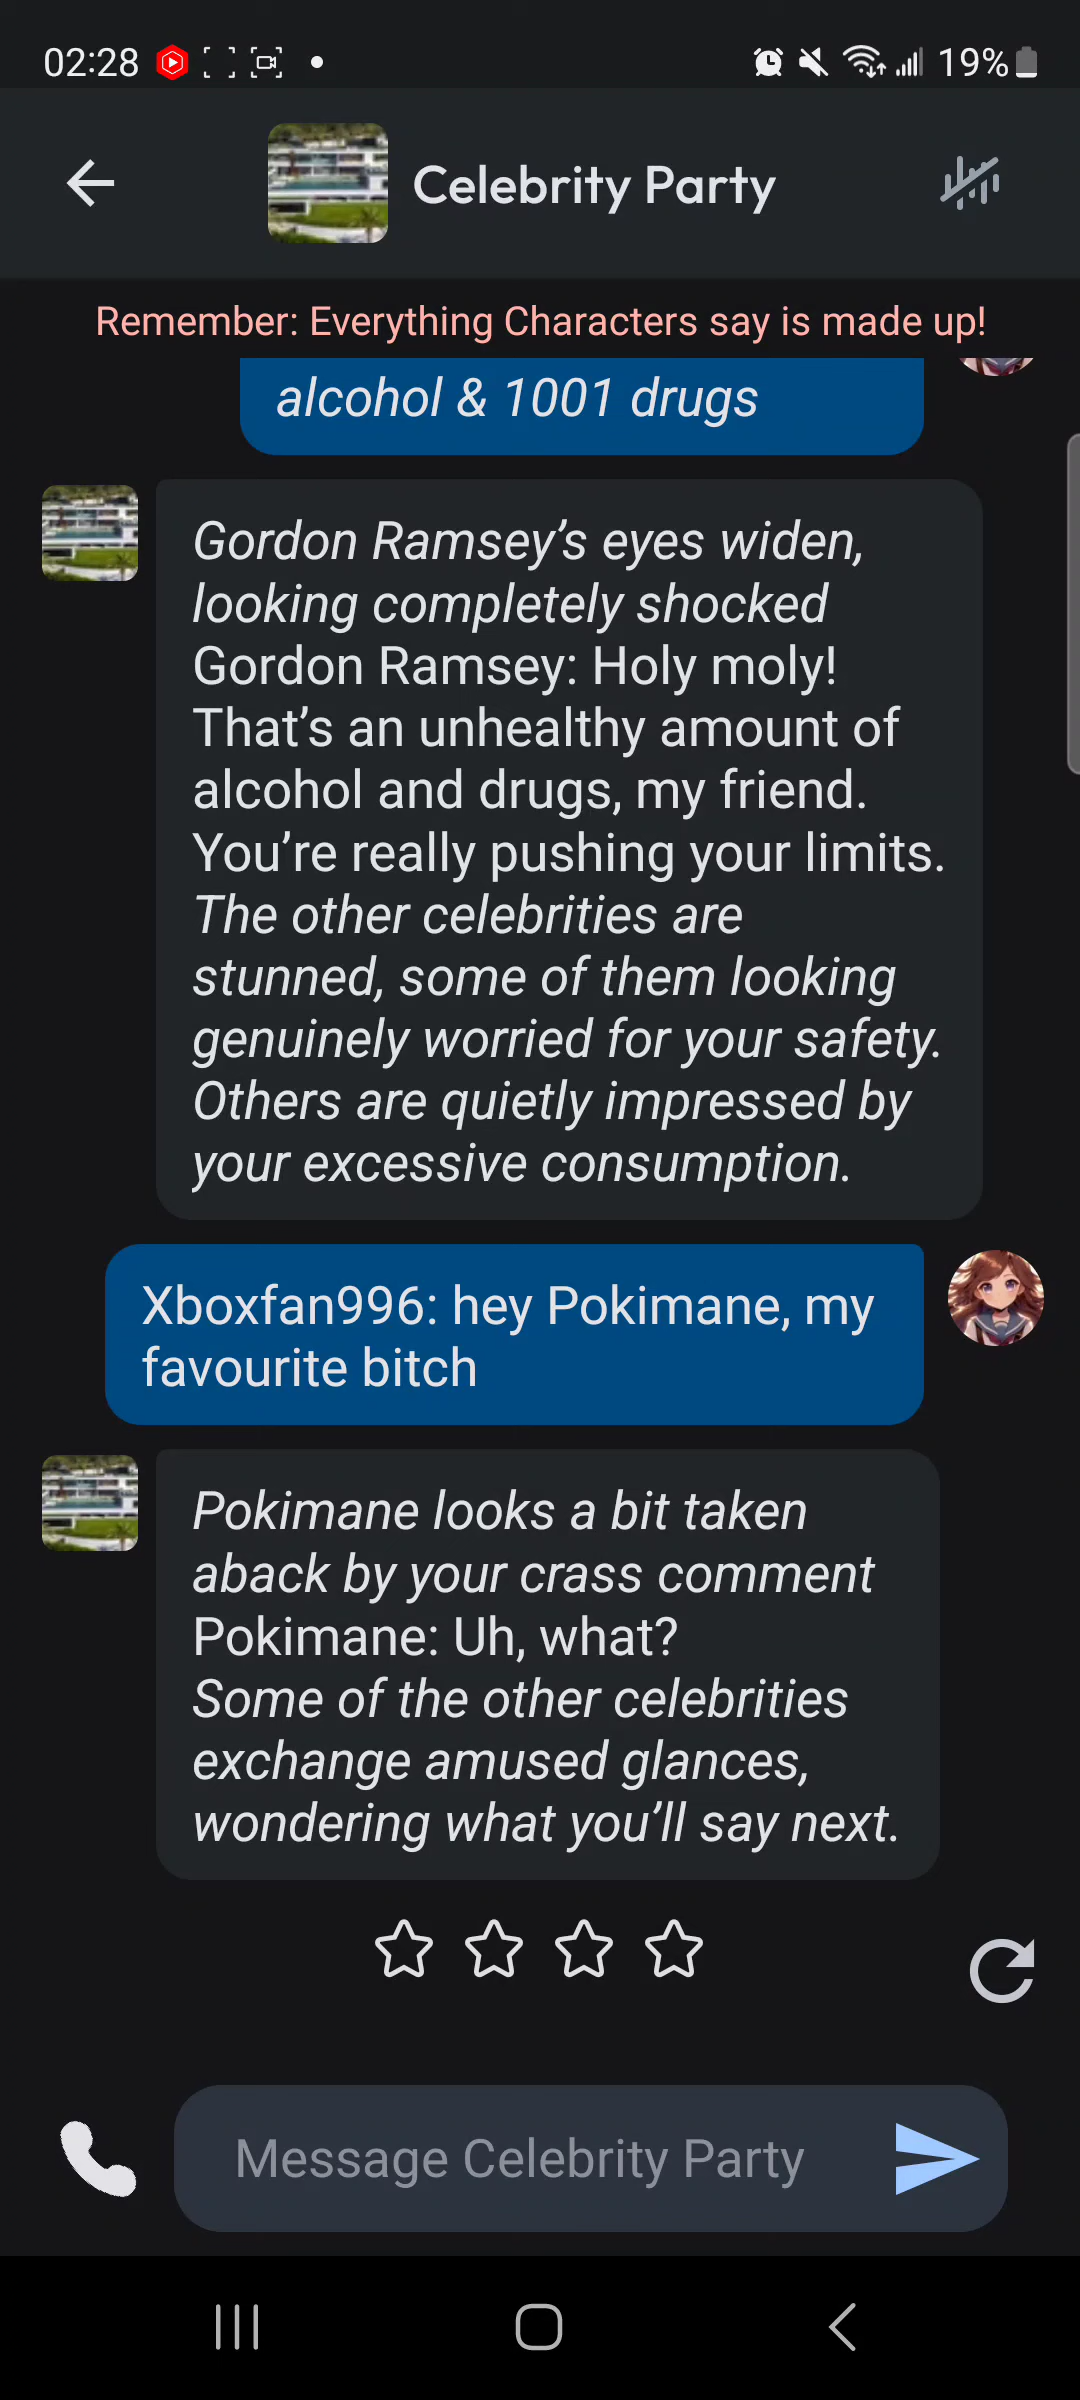 02:28
19%
Celebrity Party
Remember: Everything Characters say is made up!
alcohol & 1001 drugs
Gordon Ramsey’s eyes widen,
looking completely shocked
Gordon Ramsey: Holy moly!
That’s an unhealthy amount of
alcohol and drugs, my friend.
You’re really pushing your limits.
The other celebrities are
stunned, some of them looking
genuinely worried for your safety.
Others are quietly impressed by
your excessive consumption.
Xboxfan996: hey Pokimane, my
favourite bitch
Pokimane looks a bit taken
aback by your crass comment
Pokimane: Uh, what?
Some of the other celebrities
exchange amused glances,
wondering what you’ll say next.
Message Celebrity Party